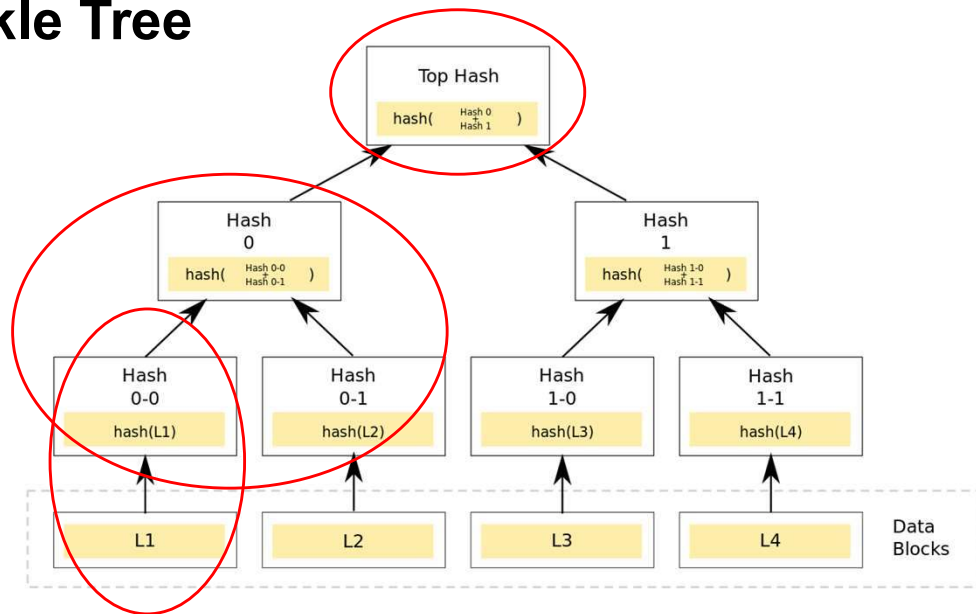 kle Tree
Top Hash
hash( Hash 0 + Hash 1 )
Hash
0
hash( Hash 0-0 + Hash 0-1 )
Hash
1
hash( Hash 1-0 + Hash 1-1 )
Hash
0-0
hash(L1)
Hash
0-1
hash(L2)
Hash
1-0
hash(L3)
Hash
1-1
hash(L4)
L1
L2
L3
L4
Data
Blocks